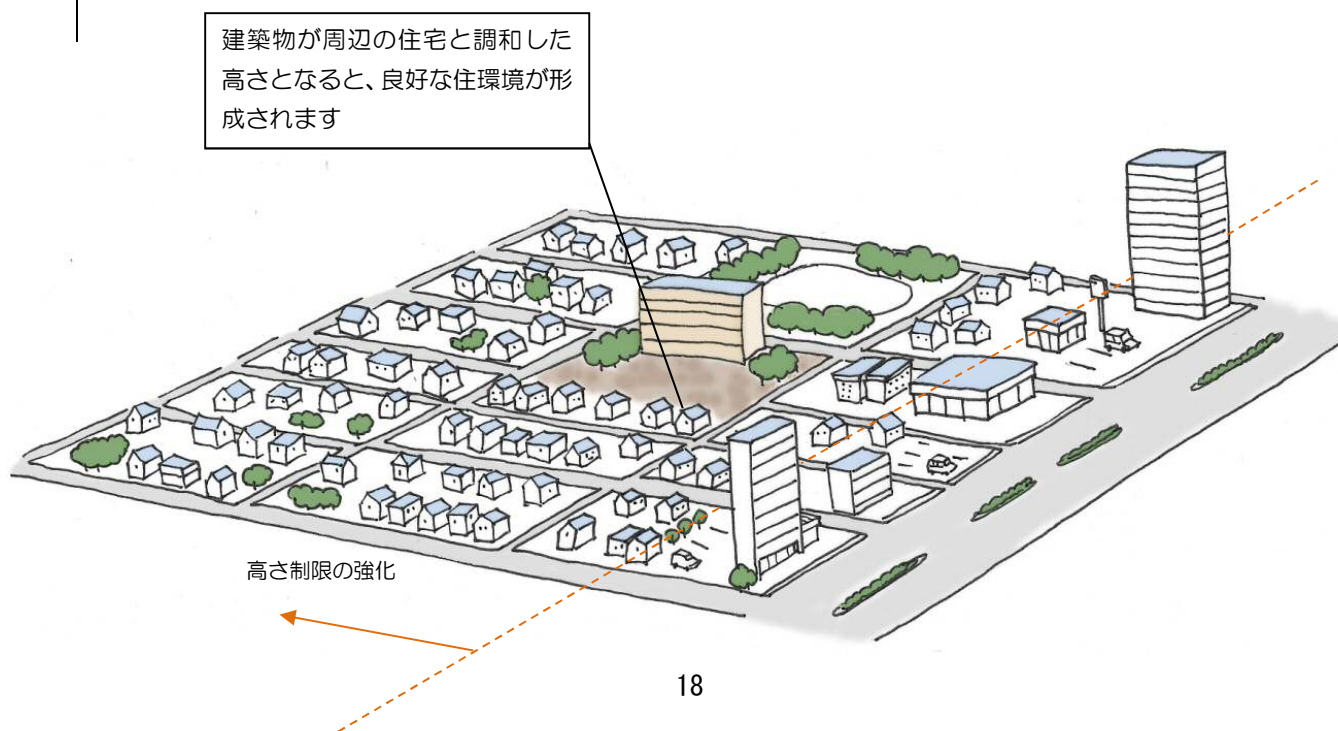 建築物が周辺の住宅と調和した
高さとなると、良好な住環境が形
成されます
高さ制限の強化
18